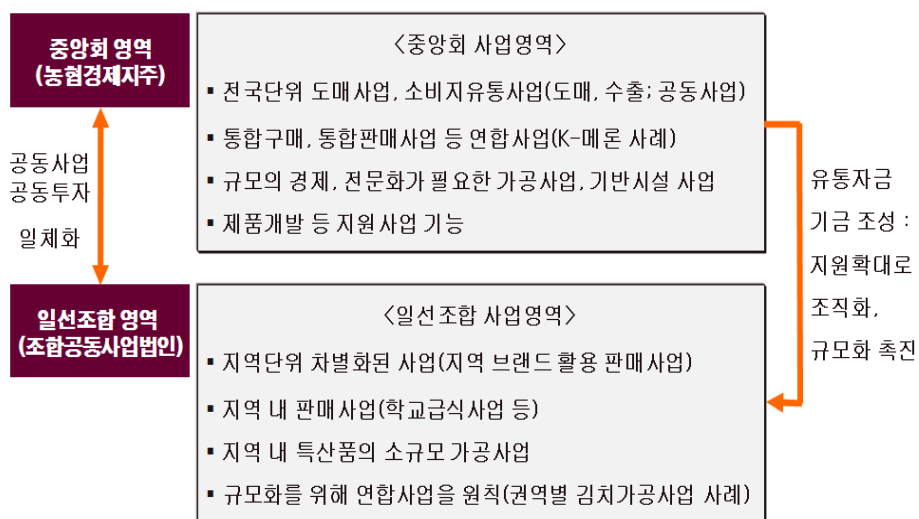 중앙회 영역
(농협경제지주)
〈중앙회 사업영역〉
▪ 전국단위 도매사업, 소비지유통사업(도매, 수출; 공동사업)
▪ 통합구매, 통합판매사업 등 연합사업(K-메론 사례)
▪ 규모의 경제, 전문화가 필요한 가공사업, 기반시설 사업
▪ 제품개발 등 지원사업 기능
공동사업
공동투자
일체화
유통자금
기금 조성 :
지원확대로
조직화,
규모화 촉진
일선조합 영역
(조합공동사업법인)
〈일선조합 사업영역〉
▪ 지역단위 차별화된 사업(지역 브랜드 활용 판매사업)
▪ 지역 내 판매사업(학교급식사업 등)
▪ 지역 내 특산품의 소규모 가공사업
▪ 규모화를 위해 연합사업을 원칙(권역별 김치가공사업 사례)